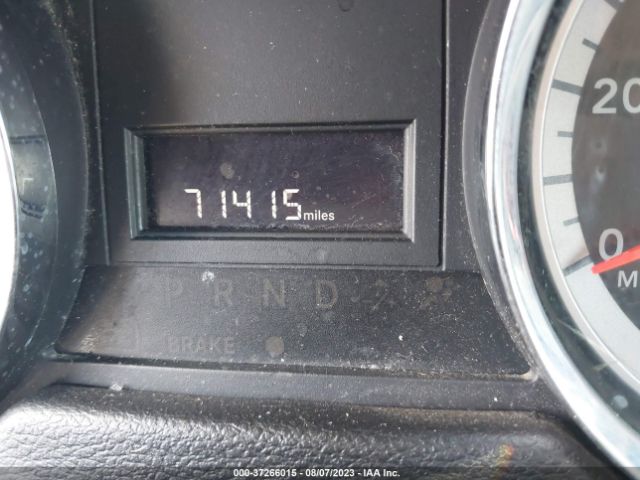 20
71415 miles
0
M
P R N D
BRAKE
000-37266015 - 08/07/2023 - IAA Inc.